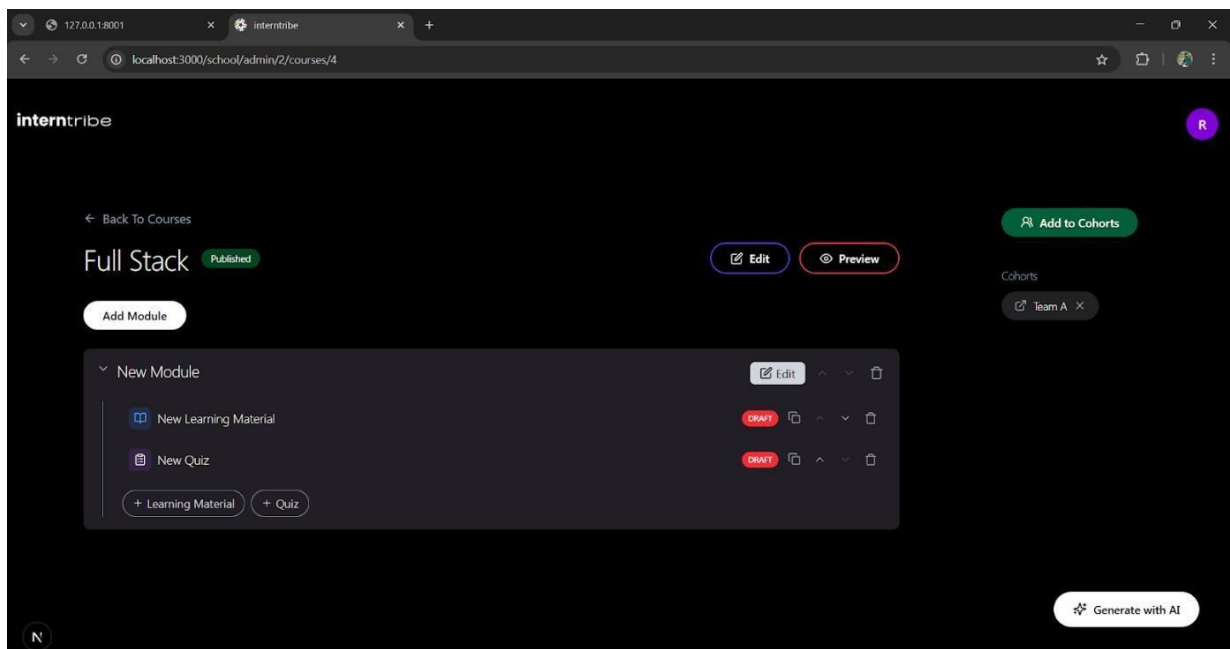 127.0.0.1:8001
interntribe
localhost:3000/school/admin/2/courses/4
interntribe
R
Back To Courses
Add to Cohorts
Full Stack Published
Edit Preview
Cohorts
Team A
Add Module
New Module Edit
New Learning Material DRAFT
New Quiz DRAFT
+ Learning Material + Quiz
Generate with AI
N